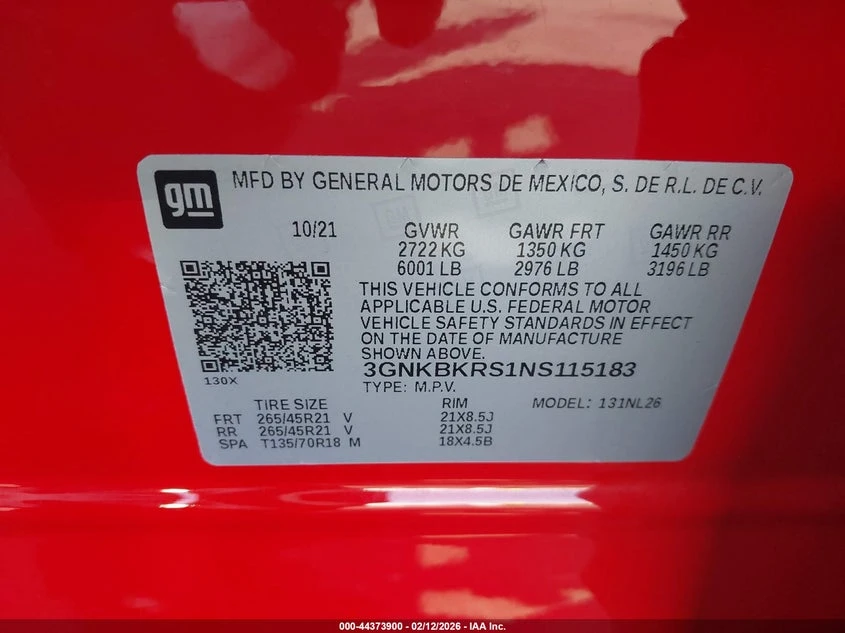 gm
MFD BY GENERAL MOTORS DE MEXICO, S. DE R.L. DE C.V.
10/21 GVWR GAWR FRT GAWR RR
2722 KG 1350 KG 1450 KG
6001 LB 2976 LB 3196 LB
THIS VEHICLE CONFORMS TO ALL
APPLICABLE U.S. FEDERAL MOTOR
VEHICLE SAFETY STANDARDS IN EFFECT
ON THE DATE OF MANUFACTURE
SHOWN ABOVE.
3GNKBKRS1NS115183
130X
TYPE: M.P.V.
TIRE SIZE RIM MODEL: 131NL26
FRT 265/45R21 V 21X8.5J
RR 265/45R21 V 21X8.5J
SPA T135/70R18 M 18X4.5B
000-44373900 - 02/12/2026 - IAA Inc.